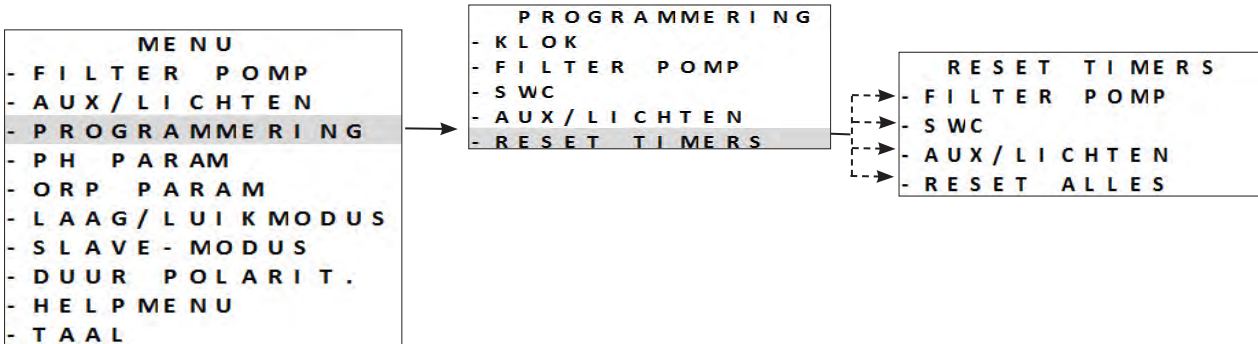 MENU
- FILTER POMP
- AUX/LICHTEN
- PROGRAMMERING
- PH PARAM
- ORP PARAM
- LAAG/LUIKMODUS
- SLAVE-MODUS
- DUUR POLARIT.
- HELPMENU
- TAAL
PROGRAMMERING
- KLOK
- FILTER POMP
- SWC
- AUX/LICHTEN
- RESET TIMERS
RESET TIMERS
- FILTER POMP
- SWC
- AUX/LICHTEN
- RESET ALLES